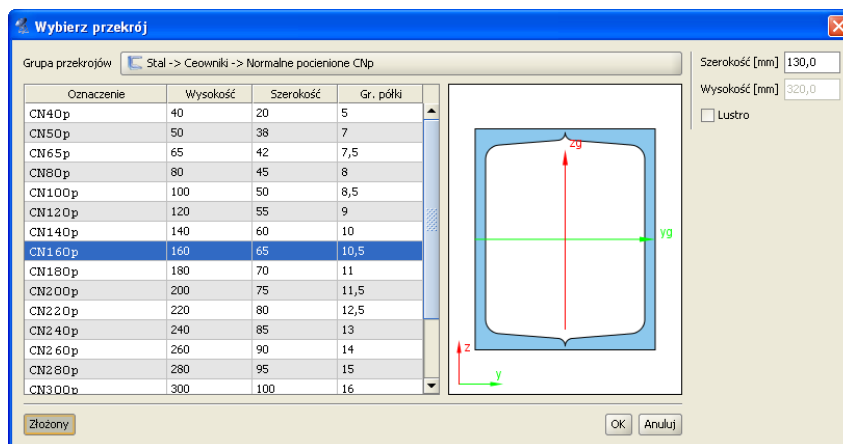 Wybierz przekrój
Grupa przekrojów Stal -> Ceowniki -> Normalne pocienione CNp
Szerokość [mm] 130,0
Wysokość [mm] 320,0
Lustro
Oznaczenie Wysokość Szerokość Gr. półki
CN40p 40 20 5
CN50p 50 38 7
CN65p 65 42 7,5
CN80p 80 45 8
CN100p 100 50 8,5
CN120p 120 55 9
CN140p 140 60 10
CN160p 160 65 10,5
CN180p 180 70 11
CN200p 200 75 11,5
CN220p 220 80 12,5
CN240p 240 85 13
CN260p 260 90 14
CN280p 280 95 15
CN300p 300 100 16
zg
yg
z
y
Złożony OK Anuluj